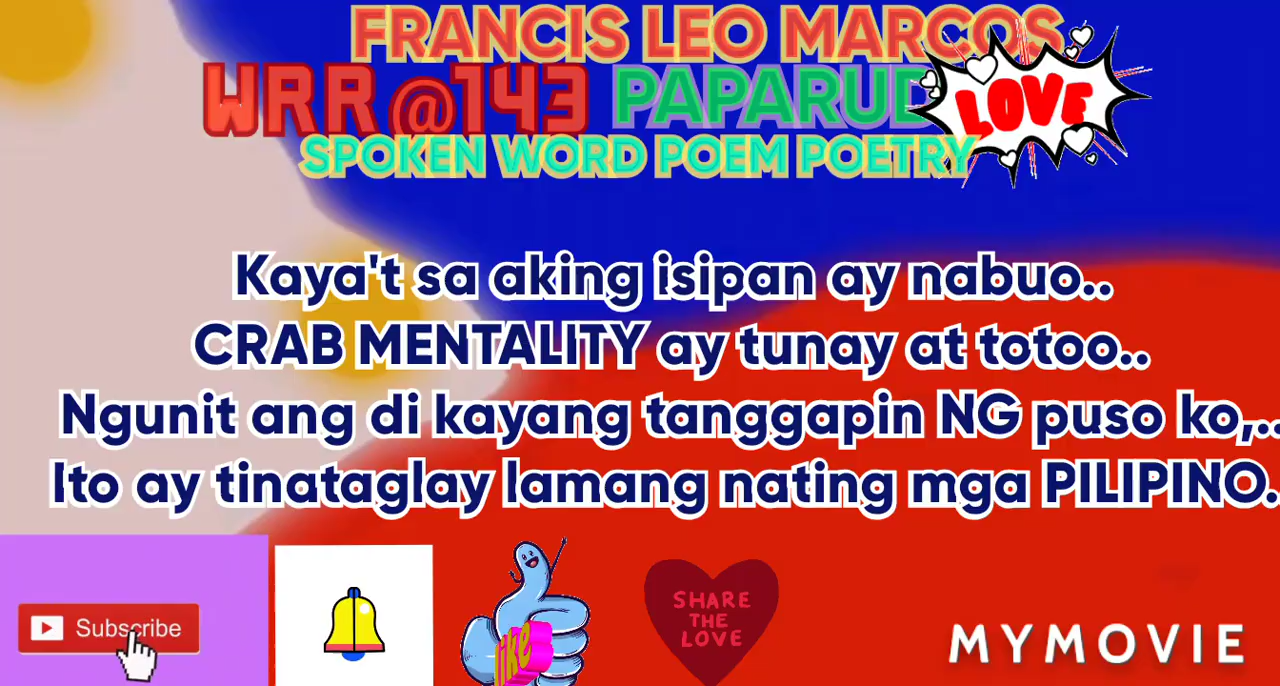 FRANCIS LEO MARCOS
WRR @143 PAPARUD
LOVE
SPOKEN WORD POEM POETRY
Kaya't sa aking isipan ay nabuo..
CRAB MENTALITY ay tunay at totoo..
Ngunit ang di kayang tanggapin NG puso ko,..
Ito ay tinataglay lamang nating mga PILIPINO.
Subscribe
like
SHARE
THE
LOVE
MYMOVIE